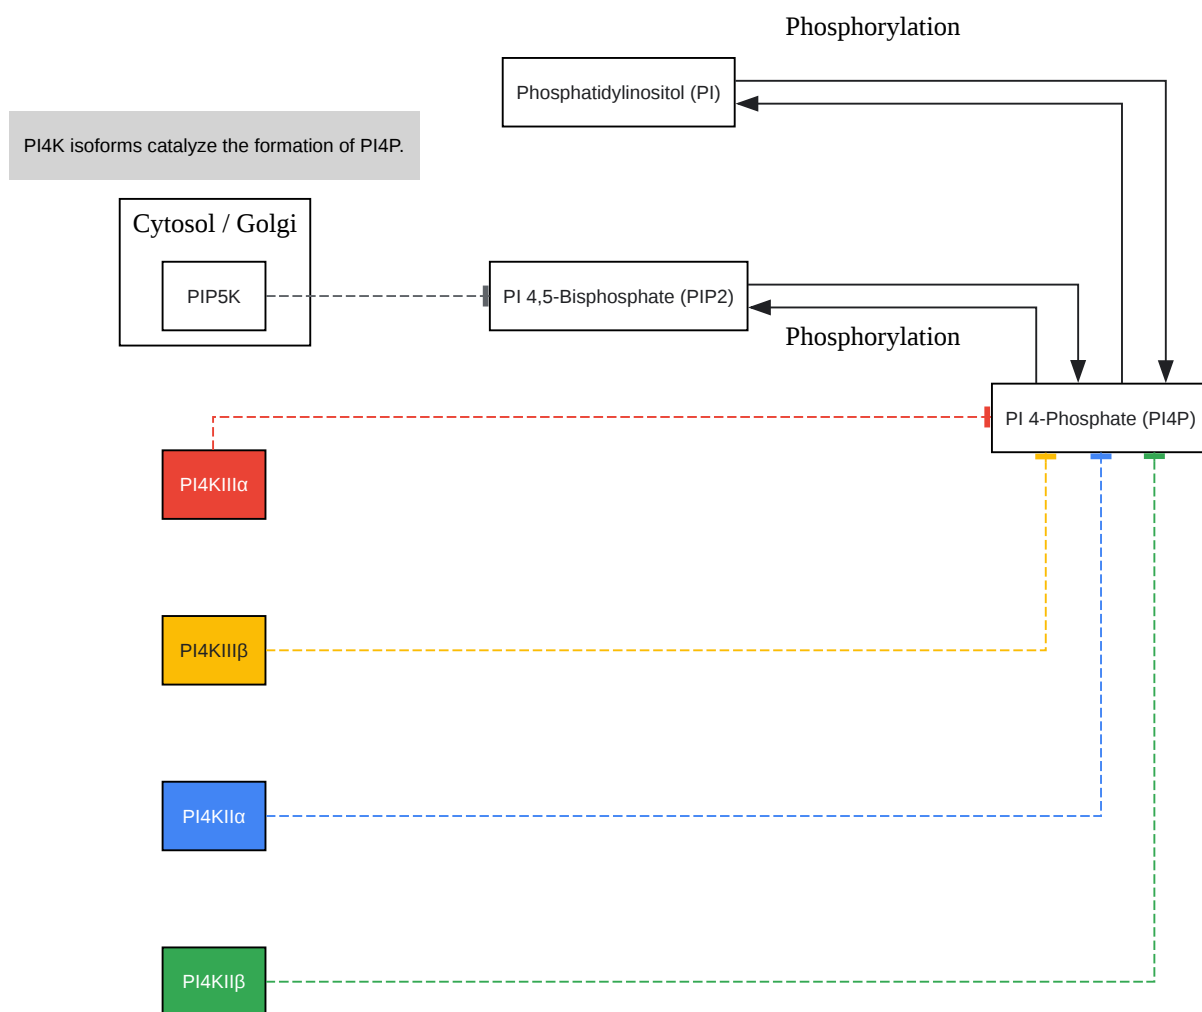 Phosphorylation
Phosphatidylinositol (PI)
PI4K isoforms catalyze the formation of PI4P.
Cytosol / Golgi
PIP5K
PI 4,5-Bisphosphate (PIP2)
Phosphorylation
PI 4-Phosphate (PI4P)
PI4KIIIα
PI4KIIIβ
PI4KIIα
PI4KIIβ